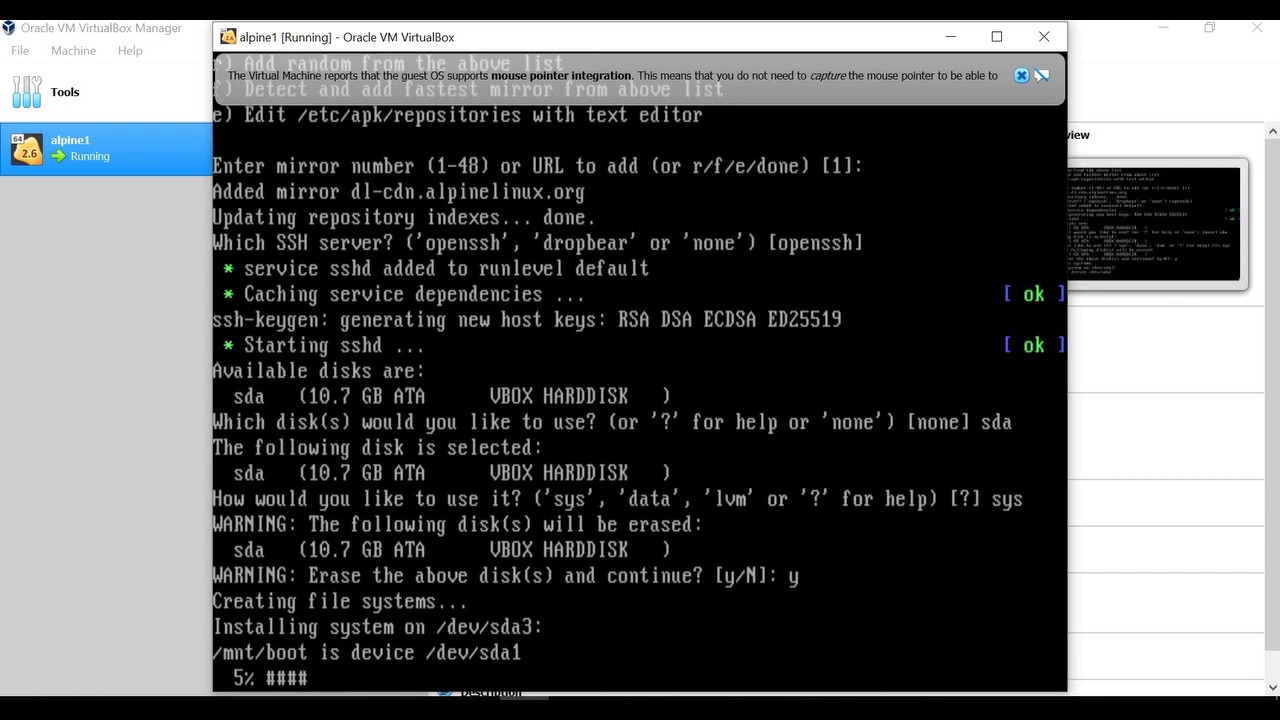 Oracle VM VirtualBox Manager
File Machine Help
Tools
64
2.6
alpine1
Running
alpine1 [Running] - Oracle VM VirtualBox
r) Add random from the above list
The Virtual Machine reports that the guest OS supports mouse pointer integration. This means that you do not need to capture the mouse pointer to be able to
f) Detect and add fastest mirror from above list
e) Edit /etc/apk/repositories with text editor
Enter mirror number (1-48) or URL to add (or r/f/e/done) [1]:
Added mirror dl-cdn.alpinelinux.org
Updating repository indexes... done.
Which SSH server? ('openssh', 'dropbear' or 'none') [openssh]
* service sshd added to runlevel default
* Caching service dependencies ... [ ok ]
ssh-keygen: generating new host keys: RSA DSA ECDSA ED25519
* Starting sshd ... [ ok ]
Available disks are:
sda (10.7 GB ATA VBOX HARDDISK )
Which disk(s) would you like to use? (or '?' for help or 'none') [none] sda
The following disk is selected:
sda (10.7 GB ATA VBOX HARDDISK )
How would you like to use it? ('sys', 'data', 'lvm' or '?' for help) [?] sys
WARNING: The following disk(s) will be erased:
sda (10.7 GB ATA VBOX HARDDISK )
WARNING: Erase the above disk(s) and continue? [y/N]: y
Creating file systems...
Installing system on /dev/sda3:
/mnt/boot is device /dev/sda1
5% ####
view
Description